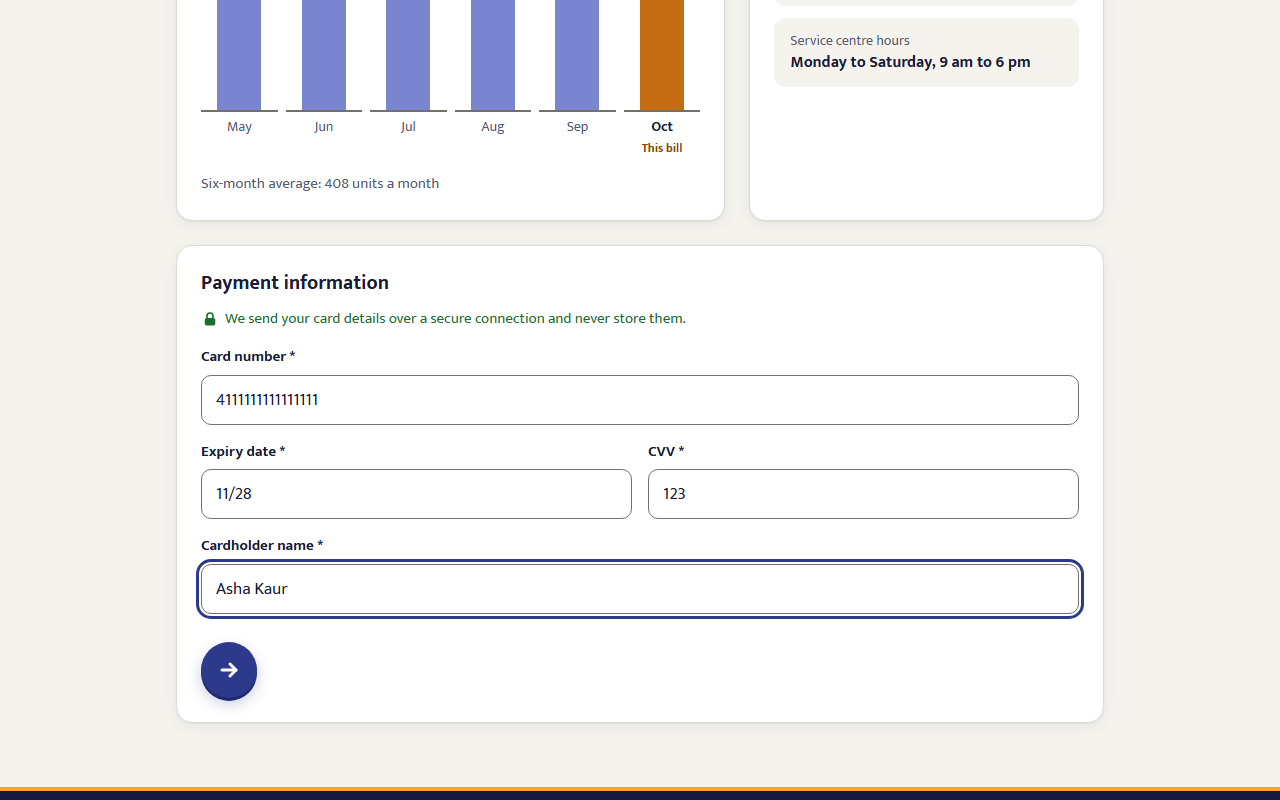 May Jun Jul Aug Sep Oct
This bill
Six-month average: 408 units a month
Service centre hours
Monday to Saturday, 9 am to 6 pm
Payment information
We send your card details over a secure connection and never store them.
Card number *
4111111111111111
Expiry date * CVV *
11/28 123
Cardholder name *
Asha Kaur